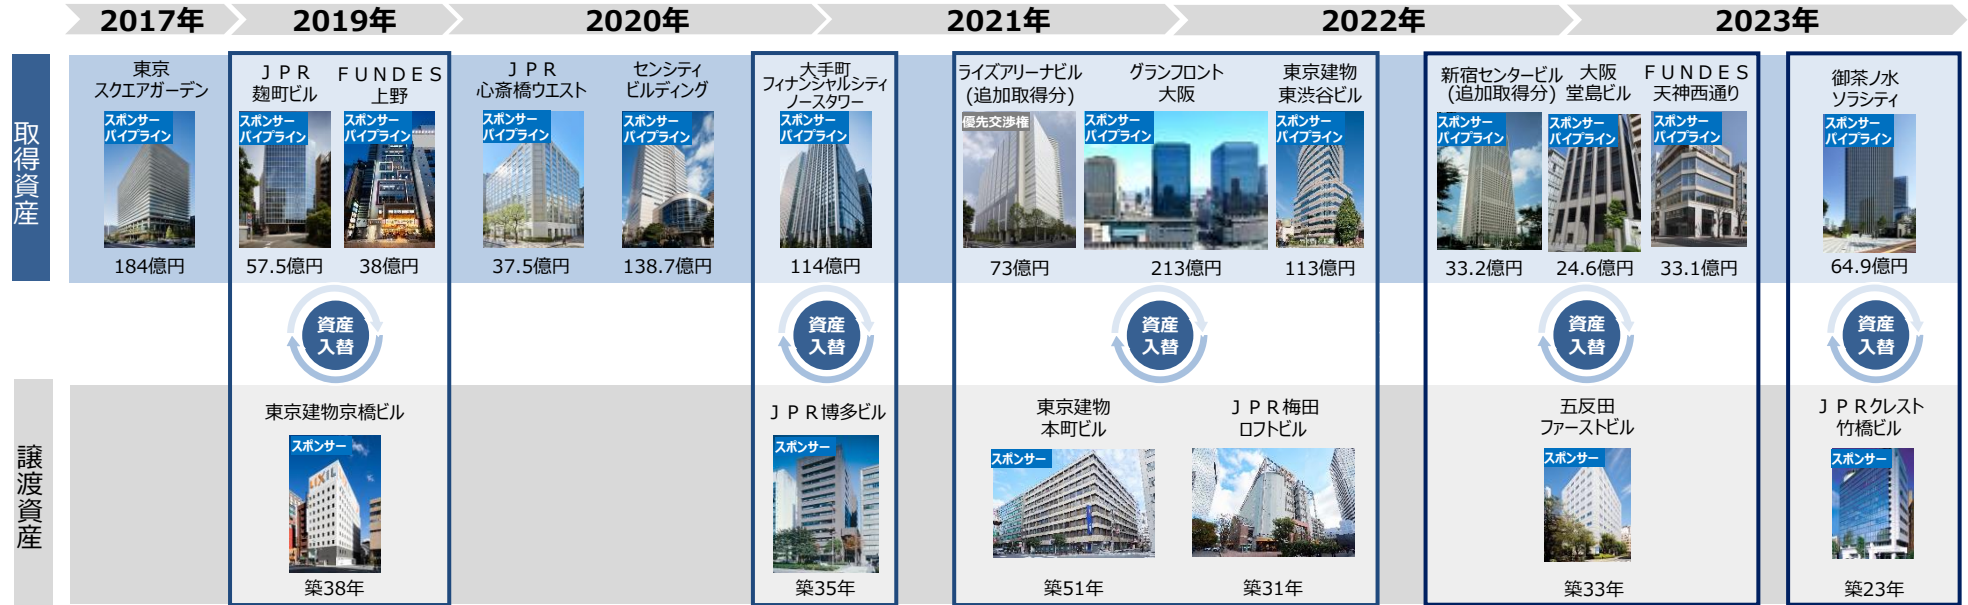 2017年
2019年
2020年
2021年
2022年
2023年
取得資産
東京
スクエアガーデン
スポンサー
パイプライン
184億円
ＪＰＲ
麹町ビル
スポンサー
パイプライン
57.5億円
ＦＵＮＤＥＳ
上野
スポンサー
パイプライン
38億円
ＪＰＲ
心斎橋ウエスト
スポンサー
パイプライン
37.5億円
センシティ
ビルディング
スポンサー
パイプライン
138.7億円
大手町
フィナンシャルシティ
ノースタワー
スポンサー
パイプライン
114億円
ライズアリーナビル
(追加取得分)
優先交渉権
73億円
グランフロント
大阪
スポンサー
パイプライン
213億円
東京建物
東渋谷ビル
スポンサー
パイプライン
113億円
新宿センタービル
(追加取得分)
スポンサー
パイプライン
33.2億円
大阪
堂島ビル
スポンサー
パイプライン
24.6億円
ＦＵＮＤＥＳ
天神西通り
スポンサー
パイプライン
33.1億円
御茶ノ水
ソラシティ
スポンサー
パイプライン
64.9億円
資産
入替
資産
入替
資産
入替
資産
入替
資産
入替
譲渡資産
東京建物京橋ビル
スポンサー
LIXIL
築38年
ＪＰＲ博多ビル
スポンサー
築35年
東京建物
本町ビル
スポンサー
築51年
ＪＰＲ梅田
ロフトビル
築31年
五反田
ファーストビル
スポンサー
築33年
ＪＰＲクレスト
竹橋ビル
スポンサー
築23年